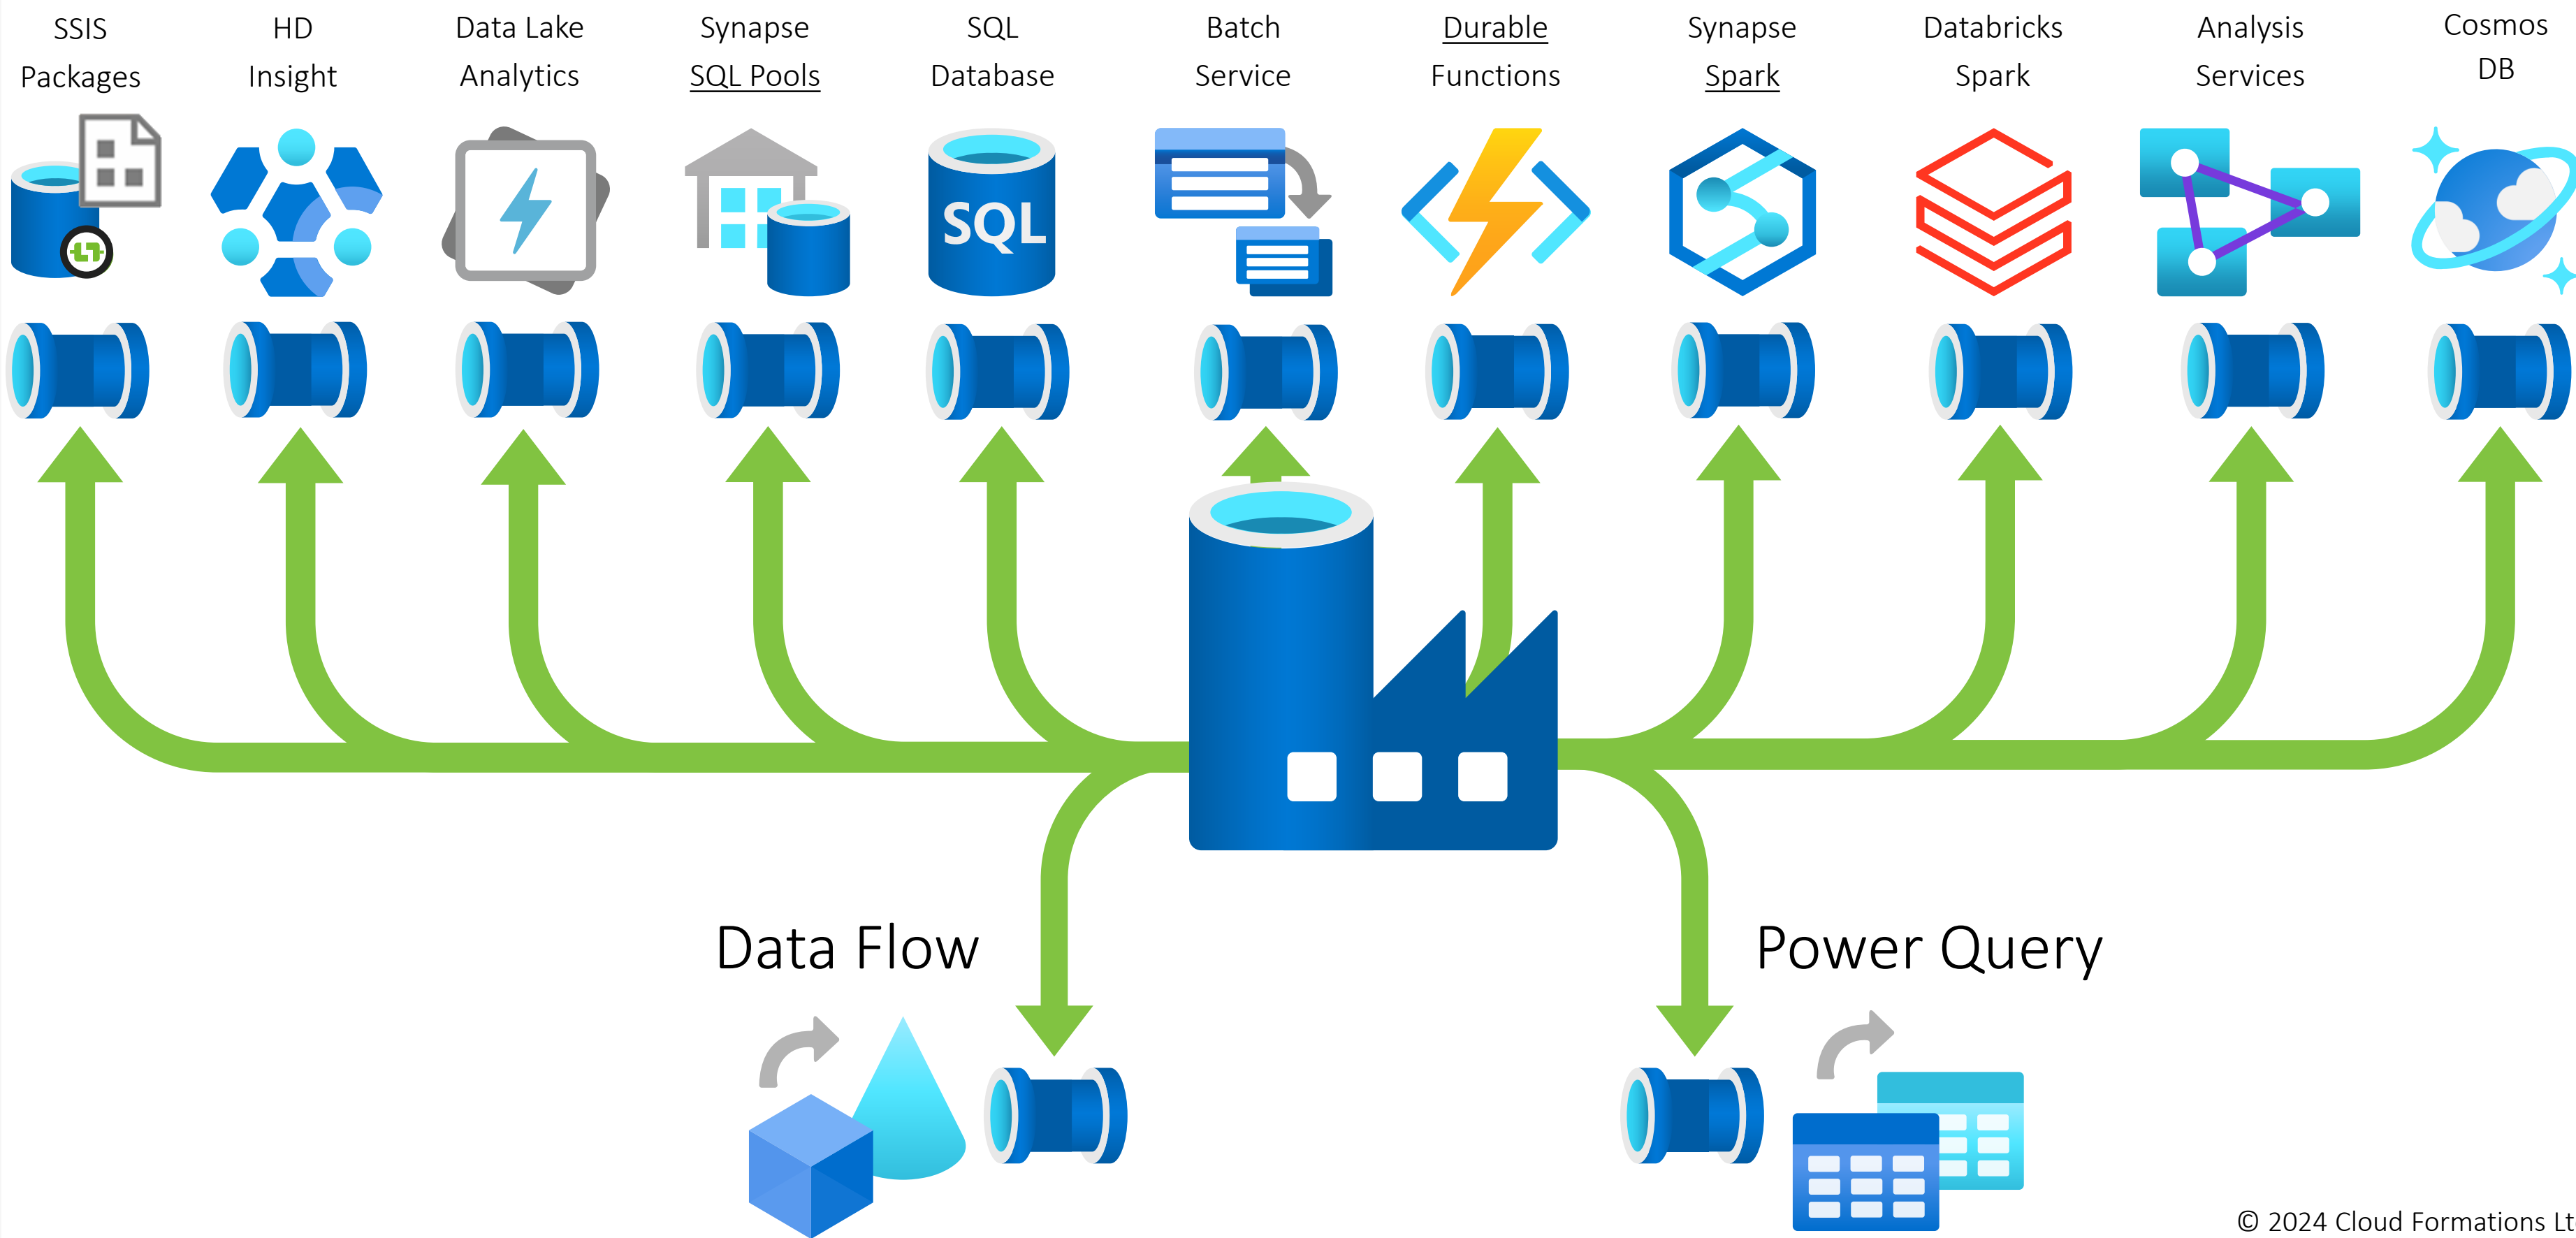 SSIS
Packages
HD
Insight
Data Lake
Analytics
Synapse
SQL Pools
SQL
Database
Batch
Service
Durable
Functions
Synapse
Spark
Databricks
Spark
Analysis
Services
Cosmos
DB
SQL
Data Flow
Power Query
© 2024 Cloud Formations Lt